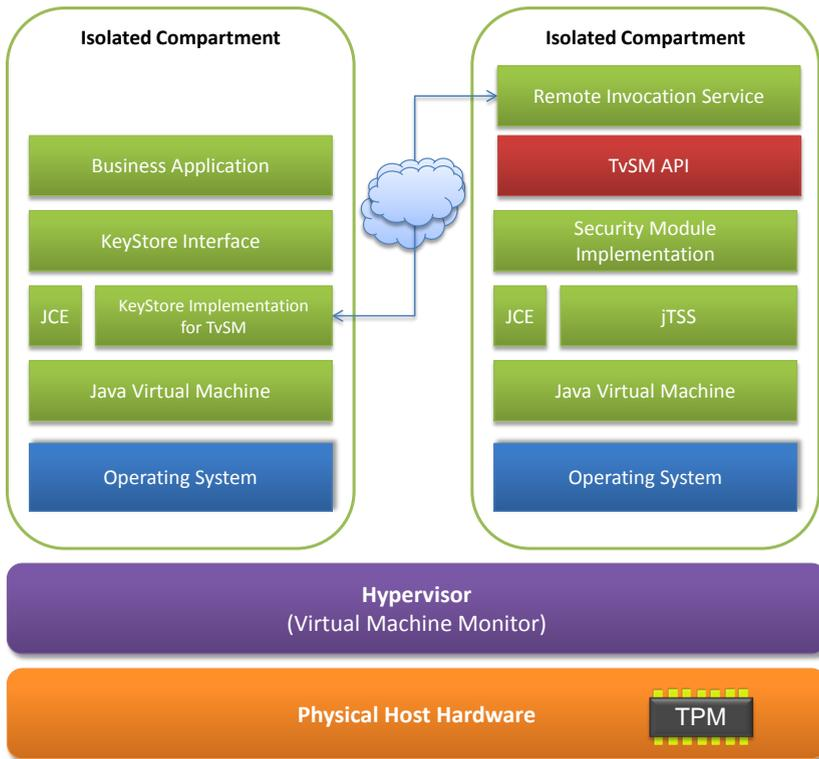 Isolated Compartment
Business Application
KeyStore Interface
JCE
KeyStore Implementation
for TvSM
Java Virtual Machine
Operating System
Isolated Compartment
Remote Invocation Service
TvSM API
Security Module
Implementation
JCE
jTSS
Java Virtual Machine
Operating System
Hypervisor
(Virtual Machine Monitor)
Physical Host Hardware
TPM